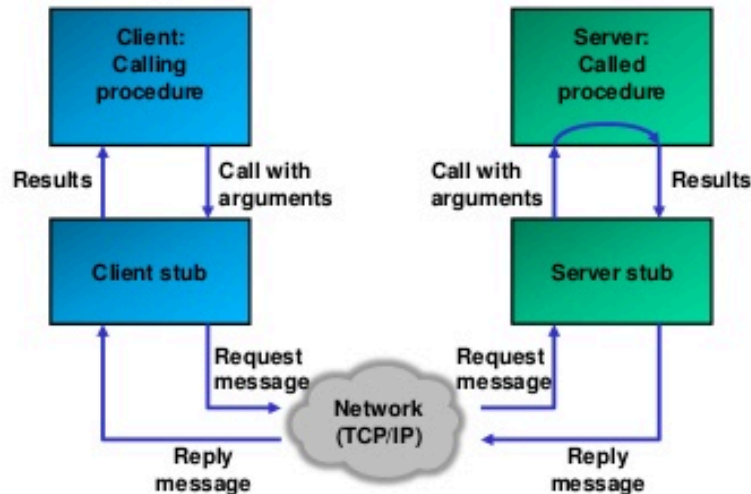 Client:
Calling
procedure
Server:
Called
procedure
Results
Call with
arguments
Call with
arguments
Results
Client stub
Server stub
Request
message
Request
message
Network
(TCP/IP)
Reply
message
Reply
message